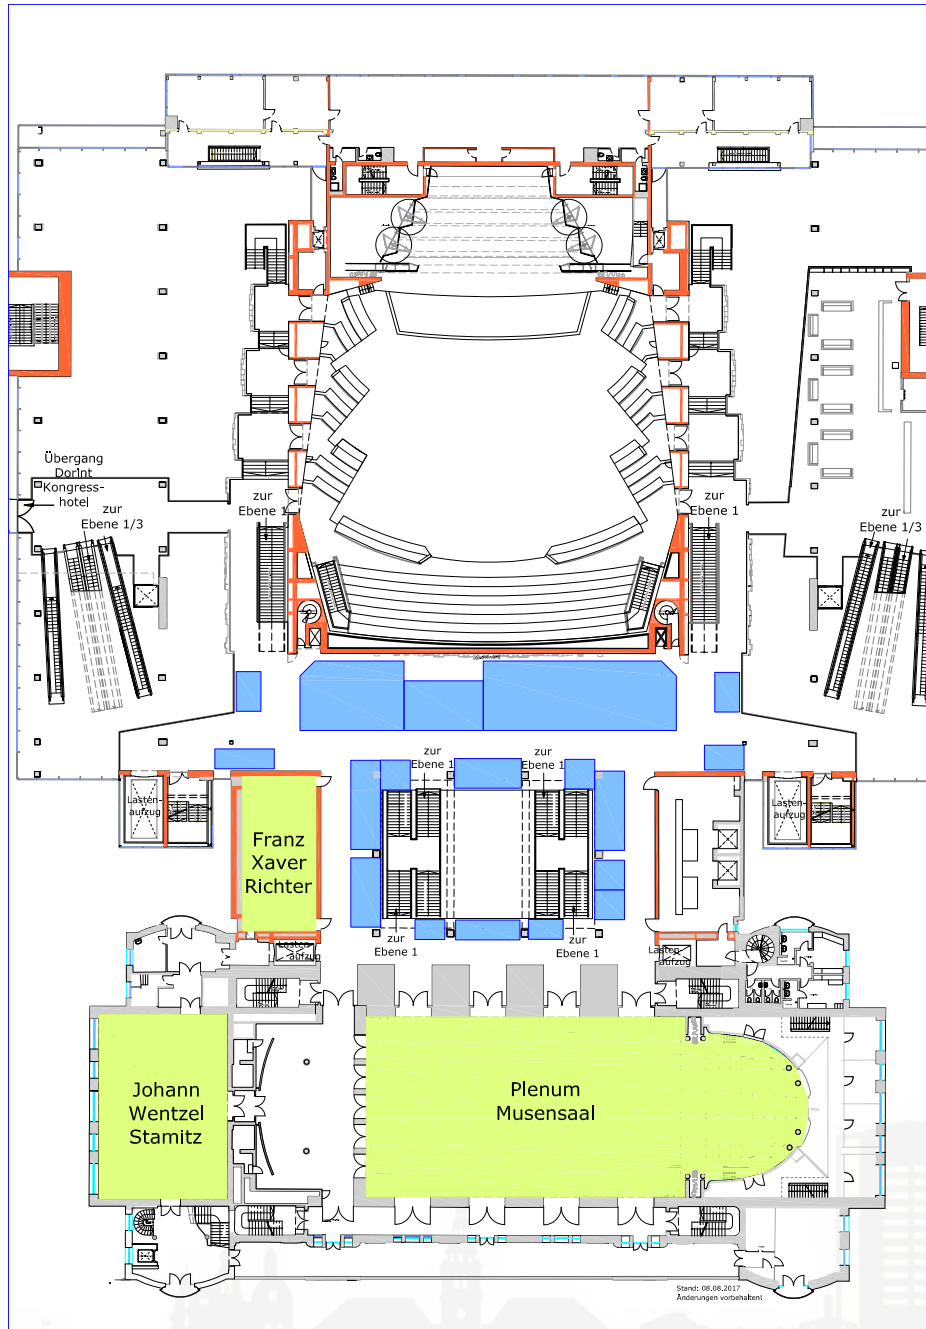 Übergang
Dorint
Kongress-
hotel
zur
Ebene 1/3
zur
Ebene 1
zur
Ebene 1
zur
Ebene 1/3
zur
Ebene 1
zur
Ebene 1
Lasten-
aufzug
Lasten-
aufzug
Franz
Xaver
Richter
zur
Ebene 1
zur
Ebene 1
Lasten-
aufzug
Lasten-
aufzug
Johann
Wentzel
Stamitz
Plenum
Musensaal
Stand: 08.08.2017
Änderungen vorbehalten!